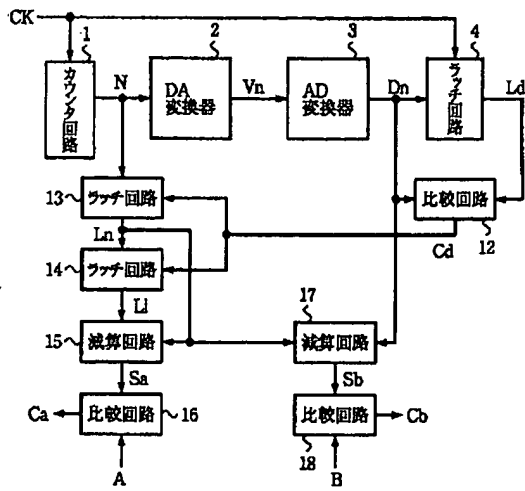 CK
1
2
3
4
カウンタ回路
N
DA
変換器
Vn
AD
変換器
Dn
ラッチ回路
Ld
13
ラッチ回路
比較回路
12
Cd
Ln
14
ラッチ回路
Li
17
15
減算回路
減算回路
Sa
Sb
Ca
比較回路
16
比較回路
Cb
18
A
B